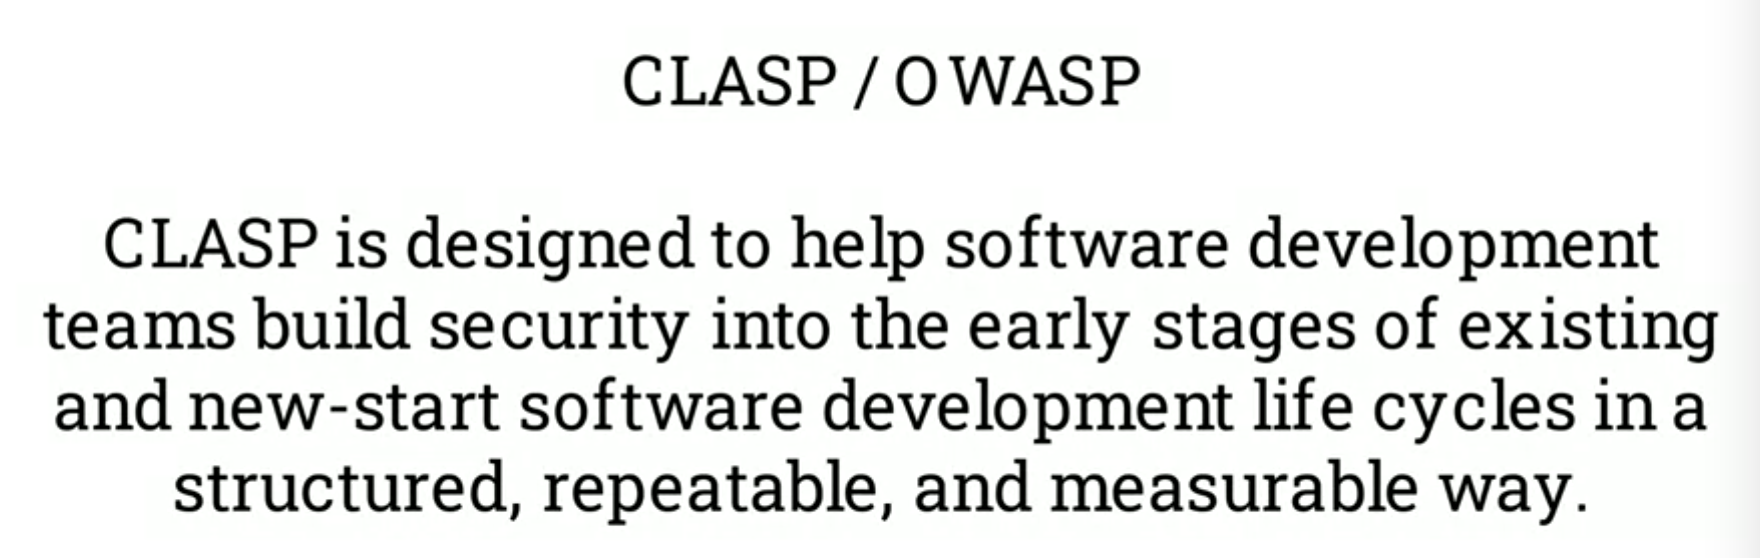 CLASP / OWASP
CLASP is designed to help software development
teams build security into the early stages of existing
and new-start software development life cycles in a
structured, repeatable, and measurable way.